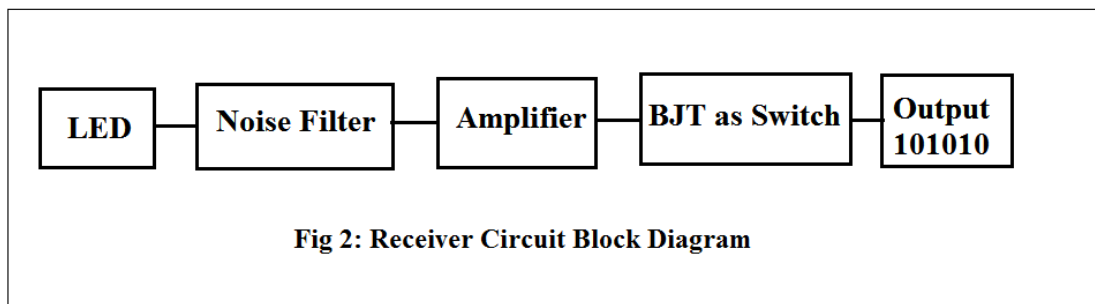 LED
Noise Filter
Amplifier
BJT as Switch
Output
101010
Fig 2: Receiver Circuit Block Diagram